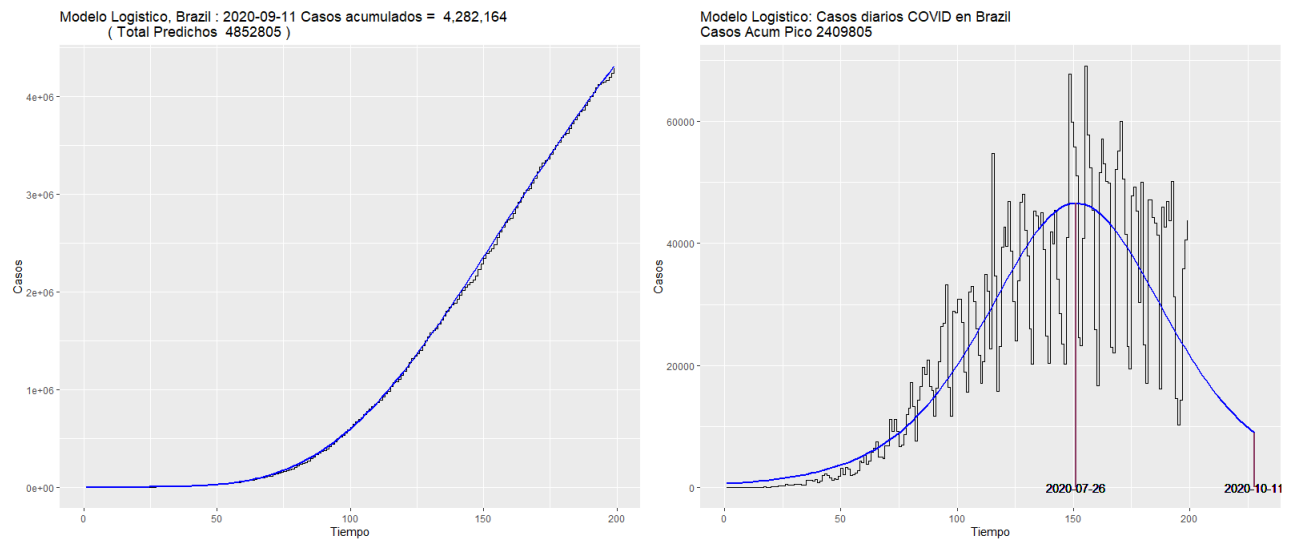 Modelo Logistico, Brazil : 2020-09-11 Casos acumulados = 4,282,164
( Total Predichos 4852805 )
Casos
4e+06
3e+06
2e+06
1e+06
0e+00
0 50 100 150 200
Tiempo
Modelo Logistico: Casos diarios COVID en Brazil
Casos Acum Pico 2409805
Casos
60000
40000
20000
0
2020-07-26
2020-10-11
0 50 100 150 200
Tiempo